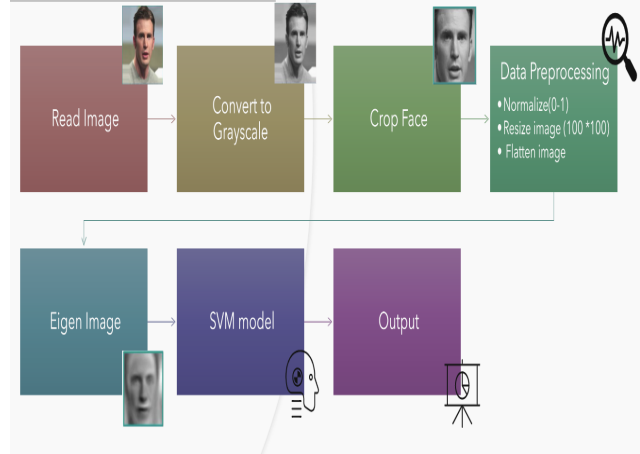 Read Image
Convert to
Grayscale
Crop Face
Data Preprocessing
•Normalize(0-1)
•Resize image (100 *100)
• Flatten image
Eigen Image
SVM model
Output